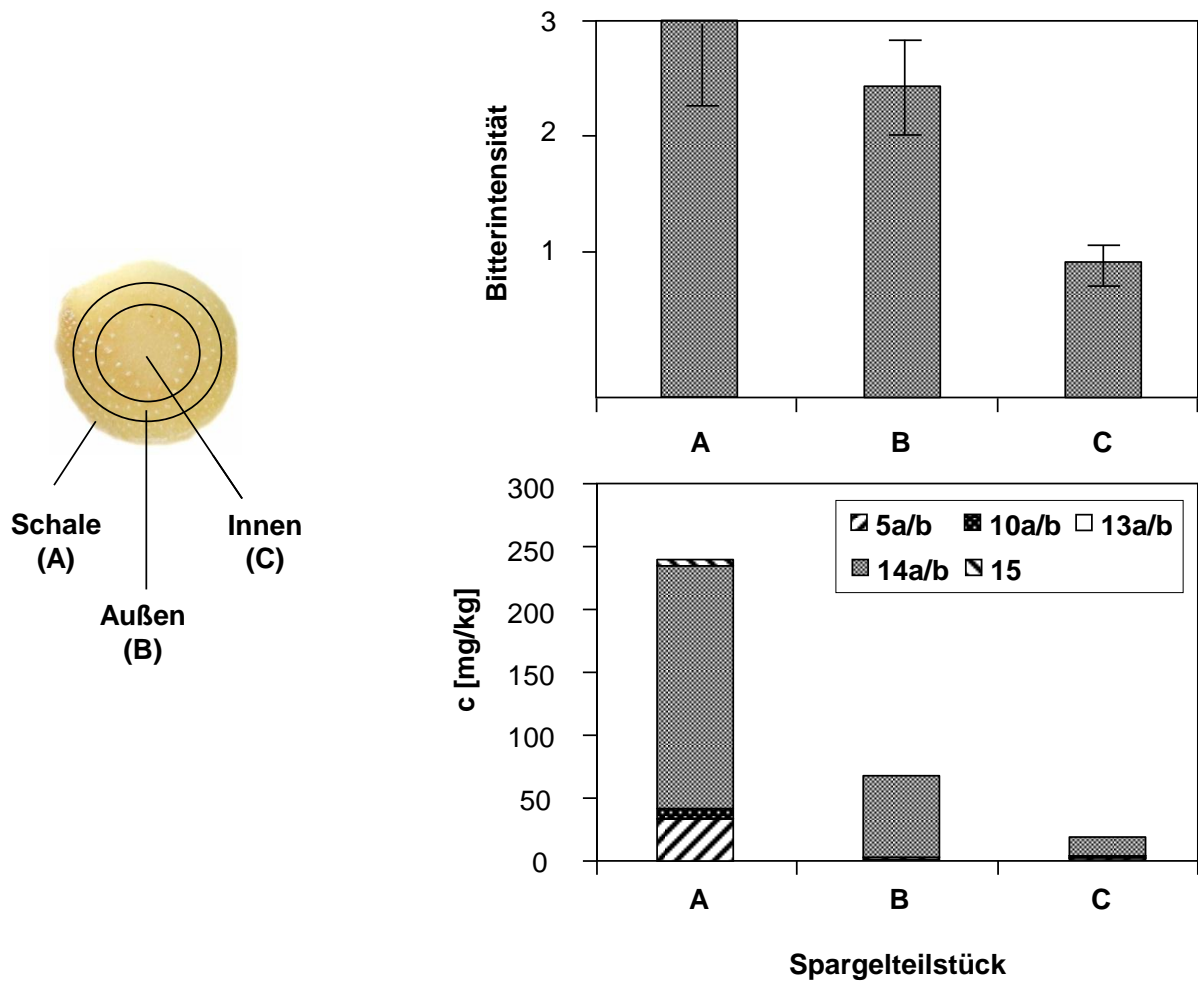 Schale
(A)
Außen
(B)
Innen
(C)
Bitterintensität
3
2
1
A B C
c [mg/kg]
300
250
200
150
100
50
0
5a/b 10a/b 13a/b
14a/b 15
A B C
Spargelteilstück